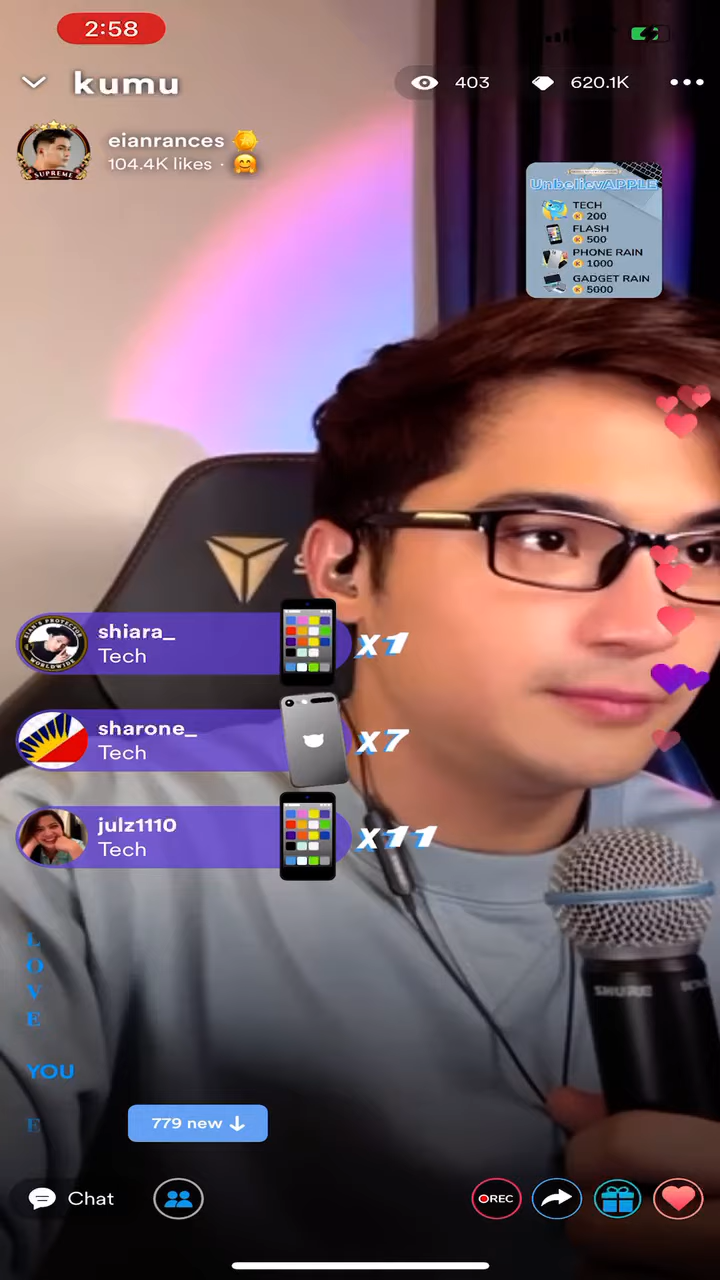 2:58
kumu
403
620.1K
eianrances
104.4K likes ·
SUPREME
UnbelievAPPLE
TECH
200
FLASH
500
PHONE RAIN
1000
GADGET RAIN
5000
shiara_
Tech
X1
sharone_
Tech
X7
julz1110
Tech
X11
L
O
V
E
YOU
E
779 new
SHURE
Chat
REC